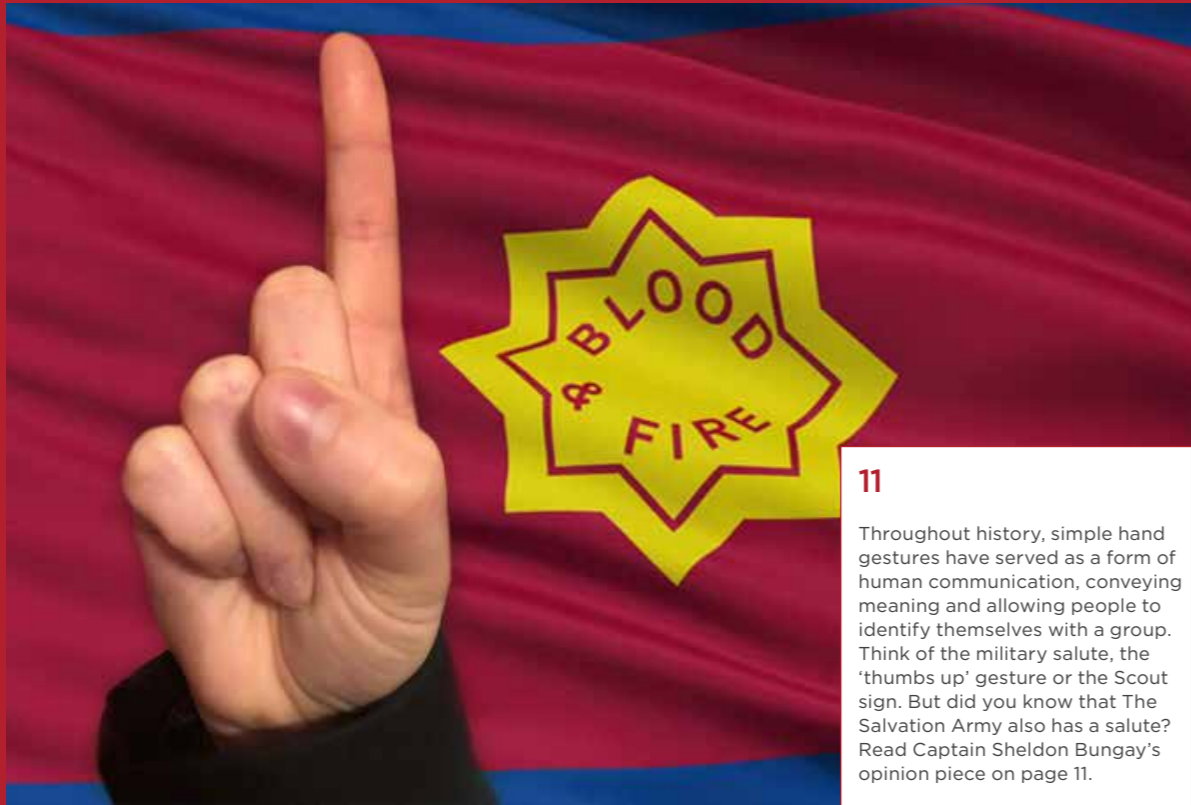 BLOOD
& FIRE
11
Throughout history, simple hand
gestures have served as a form of
human communication, conveying
meaning and allowing people to
identify themselves with a group.
Think of the military salute, the
‘thumbs up’ gesture or the Scout
sign. But did you know that The
Salvation Army also has a salute?
Read Captain Sheldon Bungay’s
opinion piece on page 11.